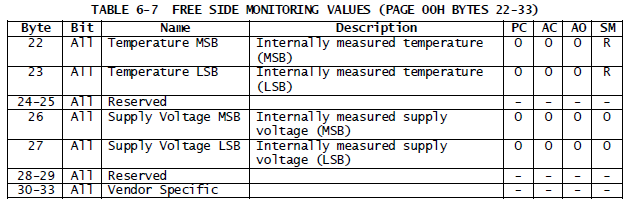 TABLE 6-7 FREE SIDE MONITORING VALUES (PAGE 00H BYTES 22-33)
Byte Bit Name Description PC AC AO SM
22 All Temperature MSB Internally measured temperature (MSB) O O O R
23 All Temperature LSB Internally measured temperature (LSB) O O O R
24-25 All Reserved - - - -
26 All Supply Voltage MSB Internally measured supply voltage (MSB) O O O O
27 All Supply Voltage LSB Internally measured supply voltage (LSB) O O O O
28-29 All Reserved - - - -
30-33 All Vendor Specific - - - -